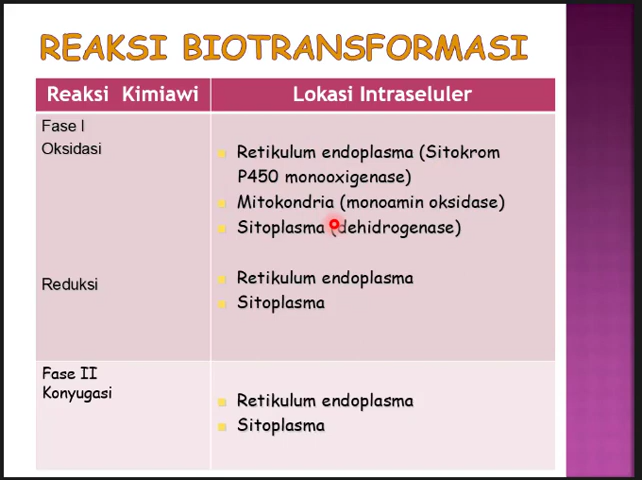 REAKSI BIOTRANSFORMASI
Reaksi Kimiawi
Lokasi Intraseluler
Fase I
Oksidasi
Retikulum endoplasma (Sitokrom
P450 monooxigenase)
Mitokondria (monoamin oksidase)
Sitoplasma (dehidrogenase)
Reduksi
Retikulum endoplasma
Sitoplasma
Fase II
Konyugasi
Retikulum endoplasma
Sitoplasma